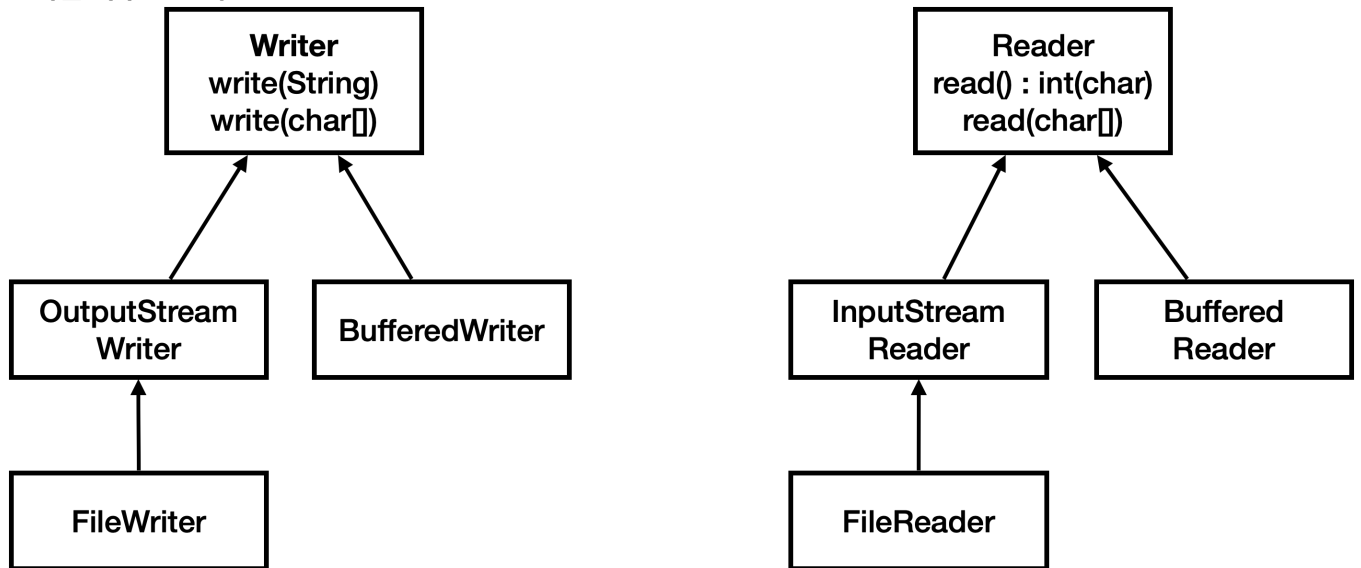 Writer
write(String)
write(char[])
Reader
read() : int(char)
read(char[])
OutputStream
Writer
BufferedWriter
InputStream
Reader
Buffered
Reader
FileWriter
FileReader